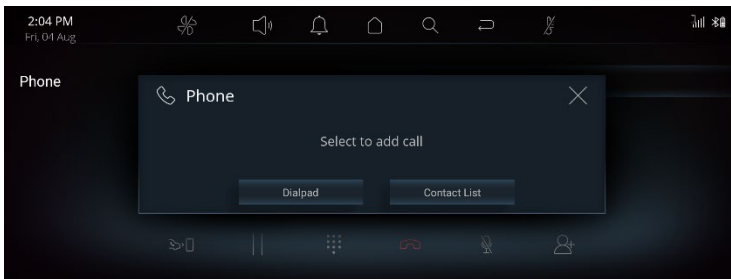 2:04 PM
Fri, 04 Aug
Phone
Phone
Select to add call
Dialpad
Contact List